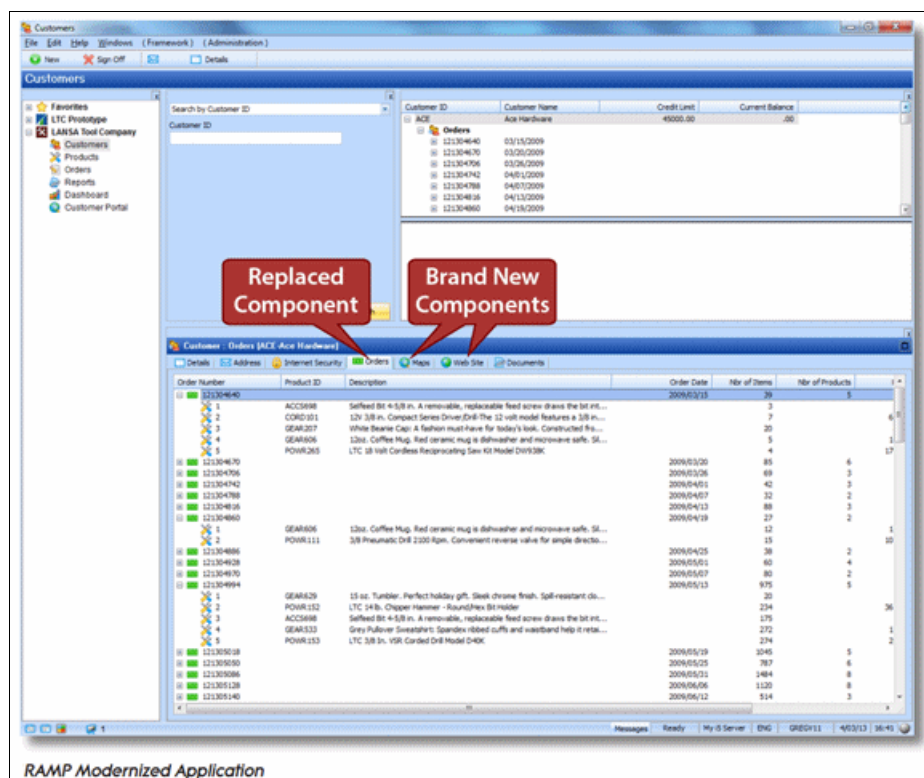 Customers
File Edit Help Windows (Framework) (Administration)
New Sign Off Details
Customers
Favorites
LTC Prototype
LANSA Tool Company
Customers
Products
Orders
Reports
Dashboard
Customer Portal
Search by Customer ID
Customer ID
Customer ID Customer Name Credit Limit Current Balance
ACE Ace Hardware 45000.00 .00
Orders
121304640 03/15/2009
121304670 03/20/2009
121304706 03/26/2009
121304742 04/01/2009
121304788 04/07/2009
121304816 04/13/2009
121304860 04/19/2009
Replaced Brand New
Component Components
Customer : Orders (ACE-Ace Hardware)
Details Address Internet Security Orders Maps Web Site Documents
Order Number Product ID Description Order Date Nbr of Items Nbr of Products
121304640 2009/03/15 39 5
1 ACCS698 Selfeed Bit 4-5/8 in. A removable, replaceable feed screw draws the bit int... 3
2 CORD101 12V 3/8 in. Compact Series Driver/Drill-The 12 volt model features a 3/8 in... 7 6
3 GEAR207 White Beanie Cap: A fashion must-have for today's look. Constructed fro... 20
4 GEAR606 12oz. Coffee Mug. Red ceramic mug is dishwasher and microwave safe. Sl... 5 1
5 POWR265 LTC 18 Volt Cordless Reciprocating Saw Kit Model DW938K 4 17
121304670 2009/03/20 85 6
121304706 2009/03/26 69 3
121304742 2009/04/01 42 3
121304788 2009/04/07 32 2
121304816 2009/04/13 88 3
121304860 2009/04/19 27 2
1 GEAR606 12oz. Coffee Mug. Red ceramic mug is dishwasher and microwave safe. Sl... 12 1
2 POWR111 3/8 Pneumatic Drill 2100 Rpm. Convenient reverse valve for simple directio... 15 10
121304886 2009/04/25 38 2
121304928 2009/05/01 60 4
121304970 2009/05/07 80 2
121304994 2009/05/13 975 5
1 GEAR629 15 oz. Tumbler. Perfect holiday gift. Sleek chrome finish. Spill-resistant do... 20
2 POWR152 LTC 14 lb. Chipper Hammer - Round/Hex Bit Holder 234 36
3 ACCS698 Selfeed Bit 4-5/8 in. A removable, replaceable feed screw draws the bit int... 175
4 GEAR533 Grey Pullover Sweatshirt: Spandex ribbed cuffs and waistband help it retai... 272 1
5 POWR153 LTC 3/8 In. VSR Corded Drill Model D40K 274 2
121305018 2009/05/19 1045 5
121305050 2009/05/25 787 6
121305086 2009/05/31 1484 8
121305128 2009/06/06 1120 8
121305140 2009/06/12 514 3
1 Messages Ready My iS Server ENG 4/03/13 16:41
RAMP Modernized Application